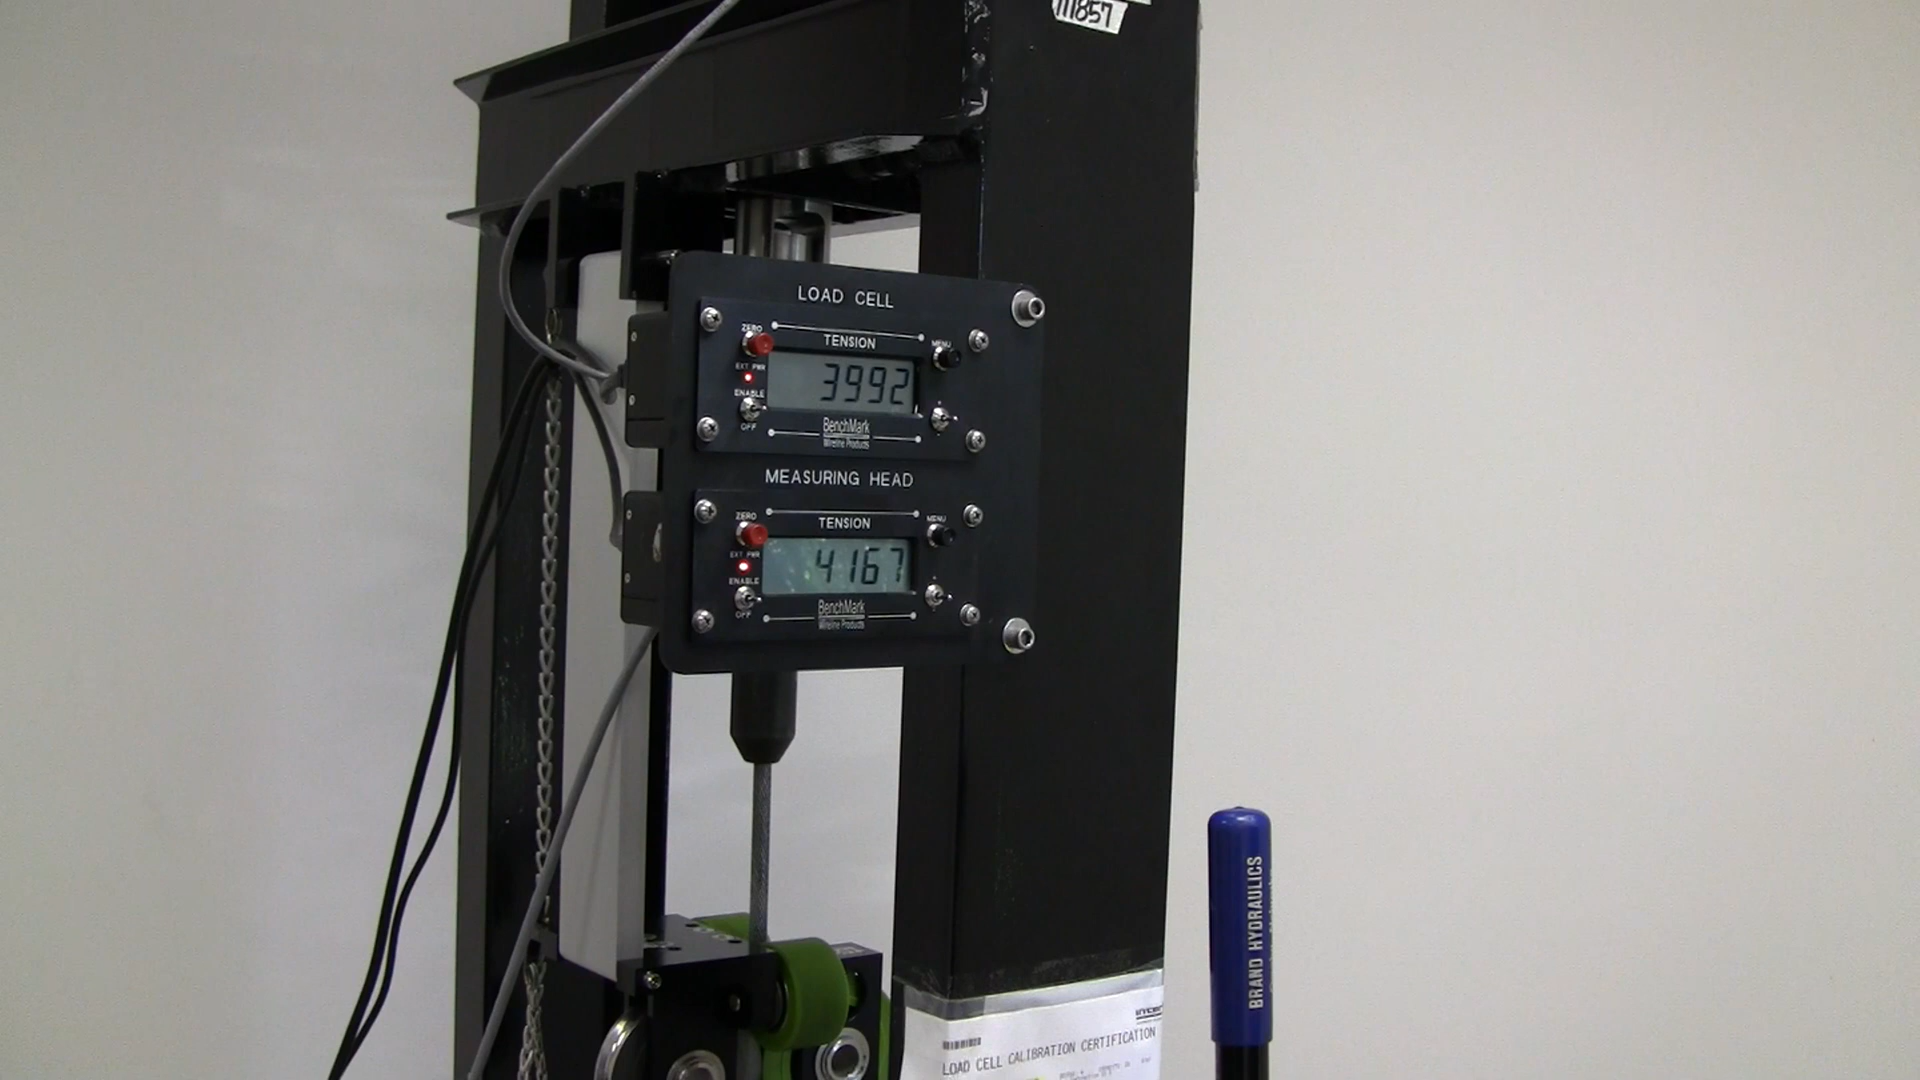 M857
LOAD CELL
ZERO
TENSION
MENU
EXT PWR
3992
ENABLE
OFF
BenchMark
Wireline Products
MEASURING HEAD
ZERO
TENSION
MENU
EXT PWR
4167
ENABLE
OFF
BenchMark
Wireline Products
BRAND HYDRAULICS
LOAD CELL CALIBRATION CERTIFICATION